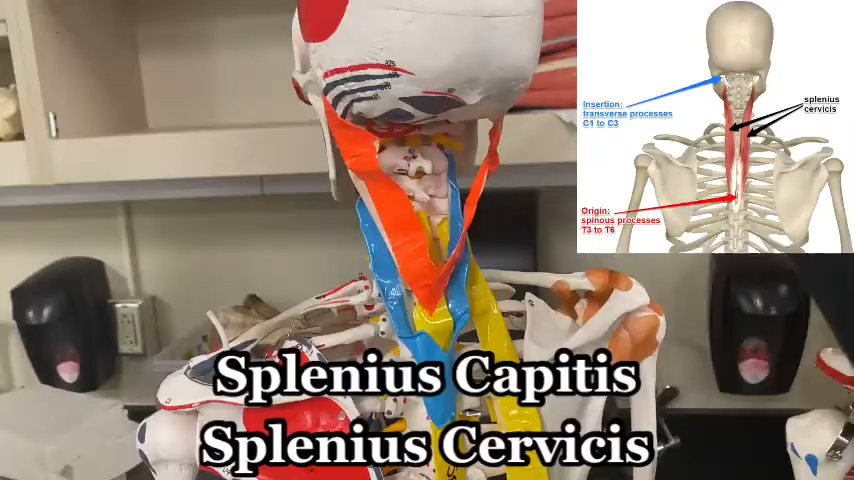 splenius
cervicis
Insertion:
transverse processes
C1 to C3
Origin:
spinous processes
T3 to T6
Splenius Capitis
Splenius Cervicis